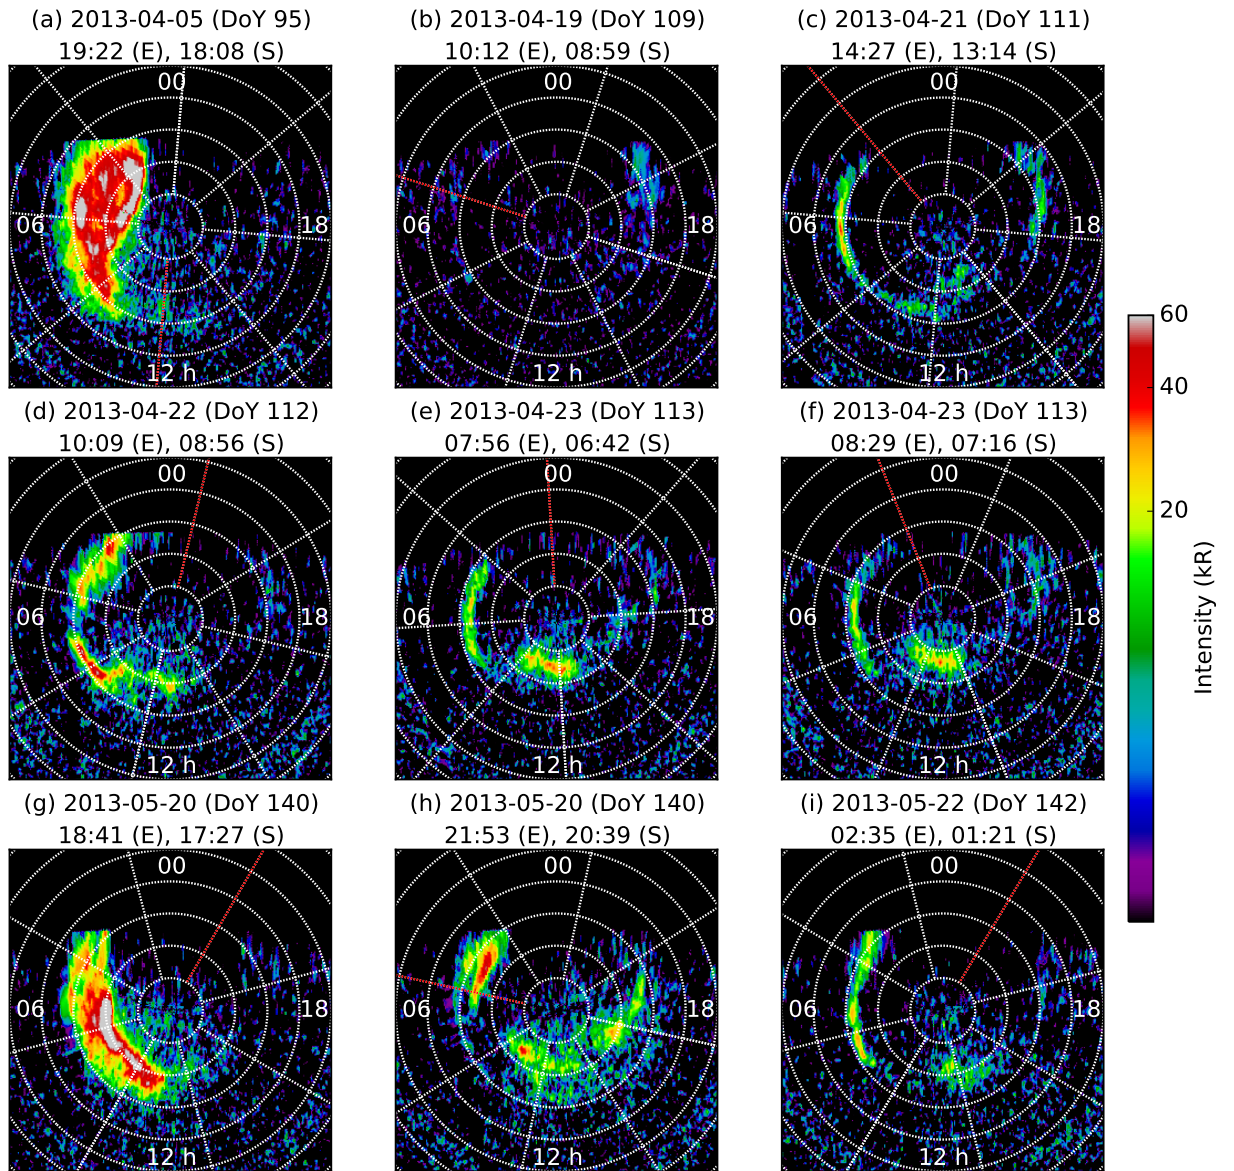 (a) 2013-04-05 (DoY 95)
19:22 (E), 18:08 (S)
(b) 2013-04-19 (DoY 109)
10:12 (E), 08:59 (S)
(c) 2013-04-21 (DoY 111)
14:27 (E), 13:14 (S)
00
06
18
12 h
00
06
18
12 h
00
06
18
12 h
(d) 2013-04-22 (DoY 112)
10:09 (E), 08:56 (S)
(e) 2013-04-23 (DoY 113)
07:56 (E), 06:42 (S)
(f) 2013-04-23 (DoY 113)
08:29 (E), 07:16 (S)
00
06
18
12 h
00
06
18
12 h
00
06
18
12 h
(g) 2013-05-20 (DoY 140)
18:41 (E), 17:27 (S)
(h) 2013-05-20 (DoY 140)
21:53 (E), 20:39 (S)
(i) 2013-05-22 (DoY 142)
02:35 (E), 01:21 (S)
00
06
18
12 h
00
06
18
12 h
00
06
18
12 h
60
40
20
Intensity (kR)